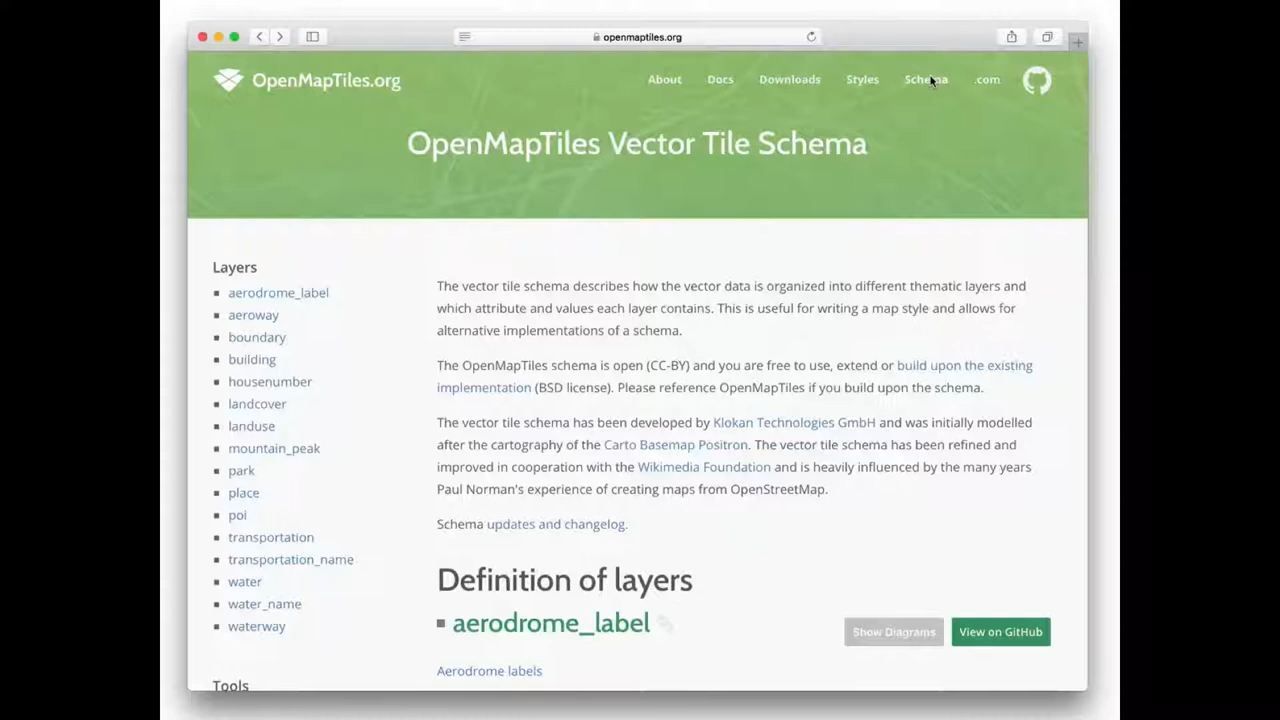 openmaptiles.org
OpenMapTiles.org
About Docs Downloads Styles Schema .com
OpenMapTiles Vector Tile Schema
Layers
aerodrome_label
aeroway
boundary
building
housenumber
landcover
landuse
mountain_peak
park
place
poi
transportation
transportation_name
water
water_name
waterway
Tools
The vector tile schema describes how the vector data is organized into different thematic layers and
which attribute and values each layer contains. This is useful for writing a map style and allows for
alternative implementations of a schema.
The OpenMapTiles schema is open (CC-BY) and you are free to use, extend or build upon the existing
implementation (BSD license). Please reference OpenMapTiles if you build upon the schema.
The vector tile schema has been developed by Klokan Technologies GmbH and was initially modelled
after the cartography of the Carto Basemap Positron. The vector tile schema has been refined and
improved in cooperation with the Wikimedia Foundation and is heavily influenced by the many years
Paul Norman's experience of creating maps from OpenStreetMap.
Schema updates and changelog.
Definition of layers
aerodrome_label
Show Diagrams View on GitHub
Aerodrome labels